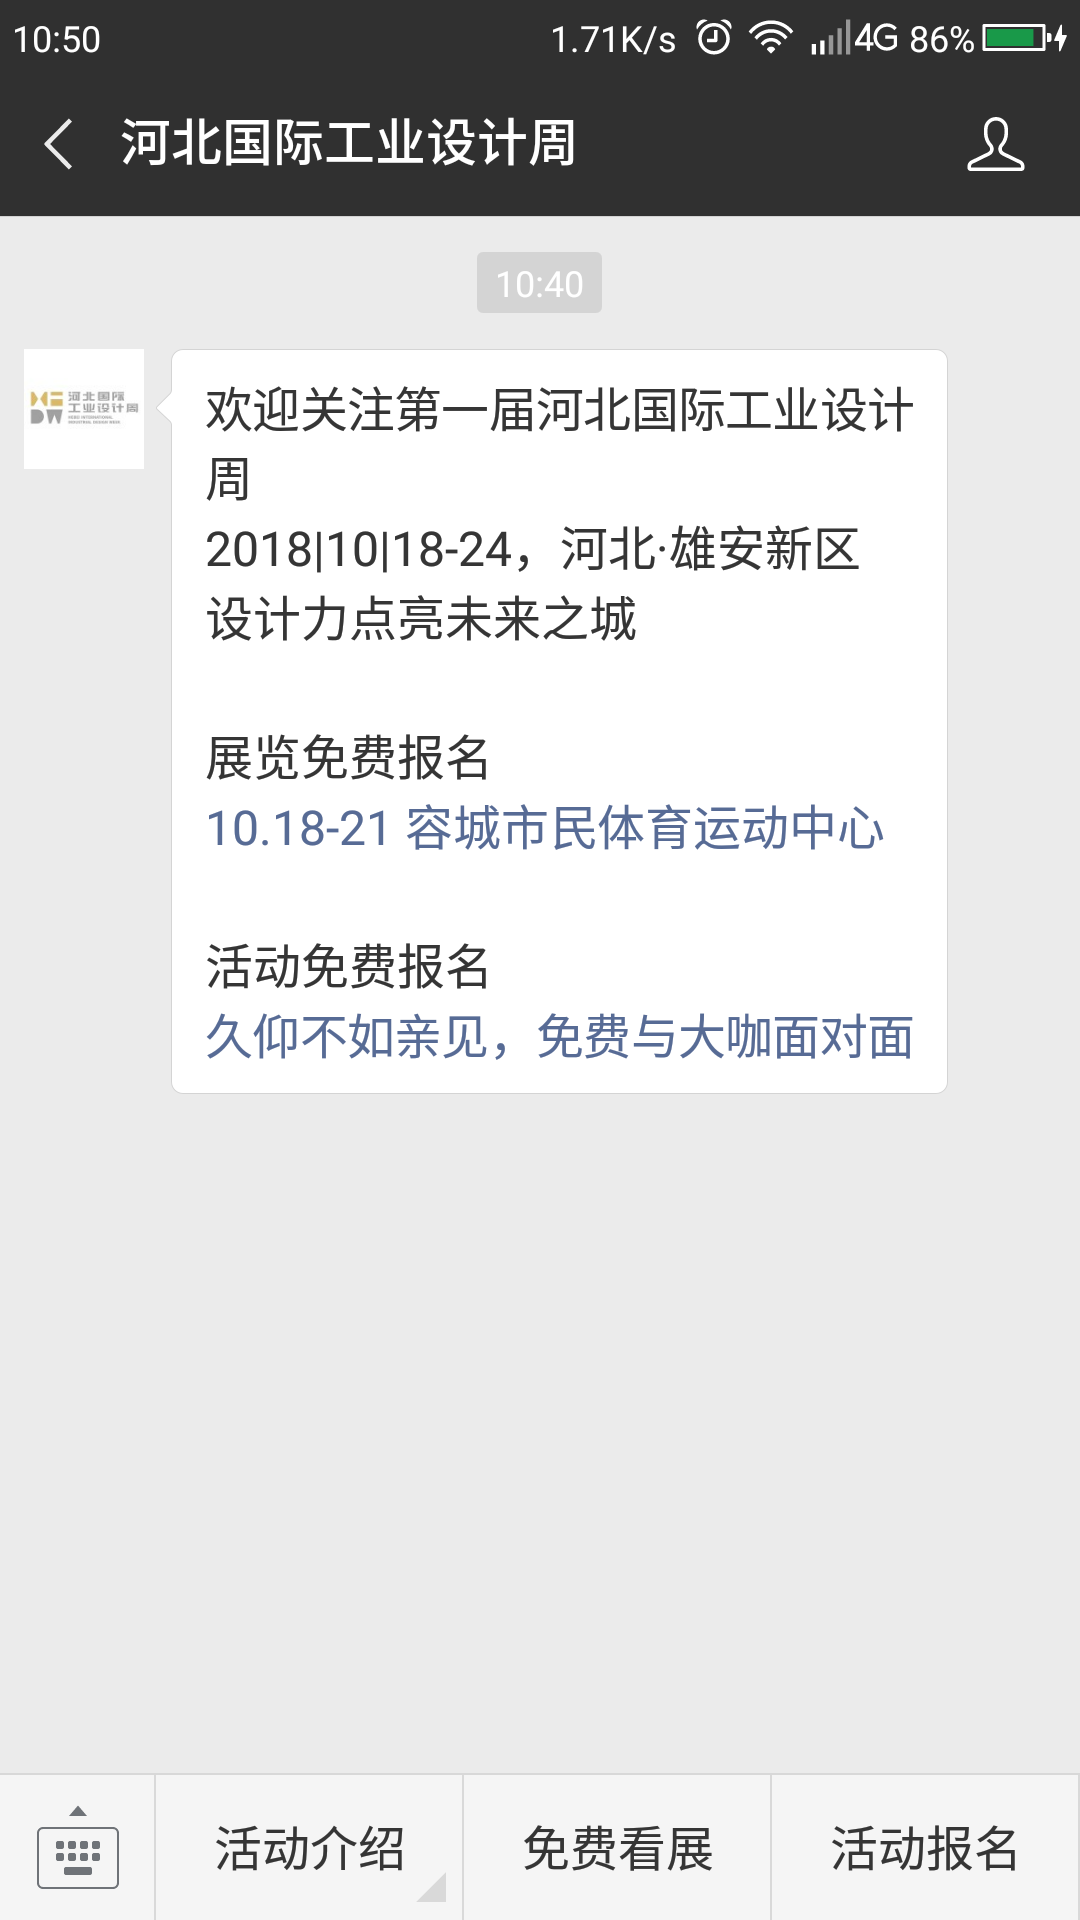 10:50
1.71K/s 4G 86%
河北国际工业设计周
10:40
河北国际
工业设计周
HEBEI INTERNATIONAL
INDUSTRIAL DESIGN WEEK
欢迎关注第一届河北国际工业设计
周
2018|10|18-24，河北·雄安新区
设计力点亮未来之城
展览免费报名
10.18-21 容城市民体育运动中心
活动免费报名
久仰不如亲见，免费与大咖面对面
活动介绍
免费看展
活动报名